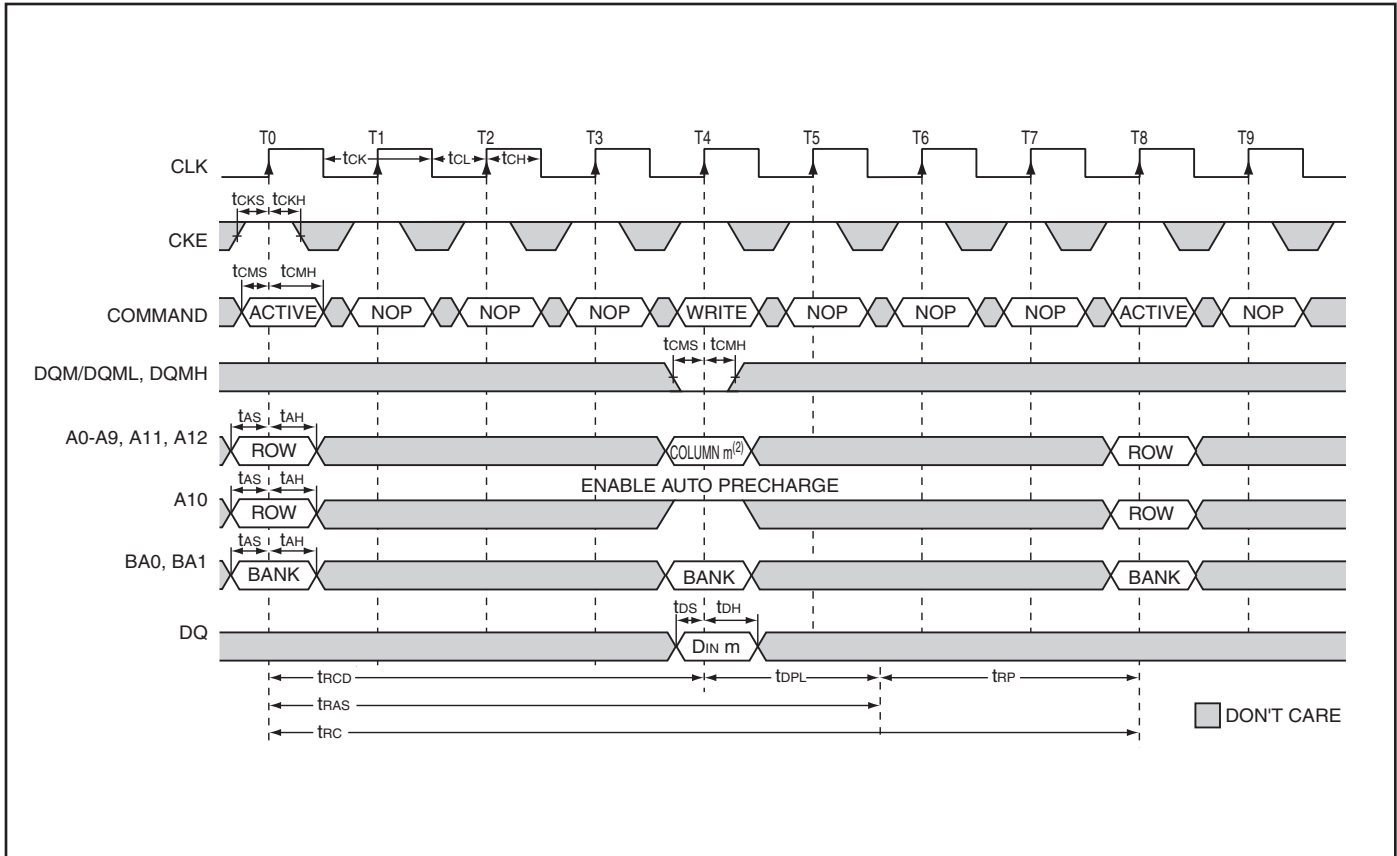 T0 T1 T2 T3 T4 T5 T6 T7 T8 T9
CLK
tCK tCL tCH
tCKS tCKH
CKE
tCMS tCMH
COMMAND ACTIVE NOP NOP NOP WRITE NOP NOP NOP ACTIVE NOP
tCMS tCMH
DQM/DQML, DQMH
tAS tAH
A0-A9, A11, A12 ROW COLUMN m(2) ROW
tAS tAH ENABLE AUTO PRECHARGE
A10 ROW ROW
tAS tAH
BA0, BA1 BANK BANK BANK
tDS tDH
DQ DIN m
tRCD tDPL tRP
tRAS
DON'T CARE
tRC